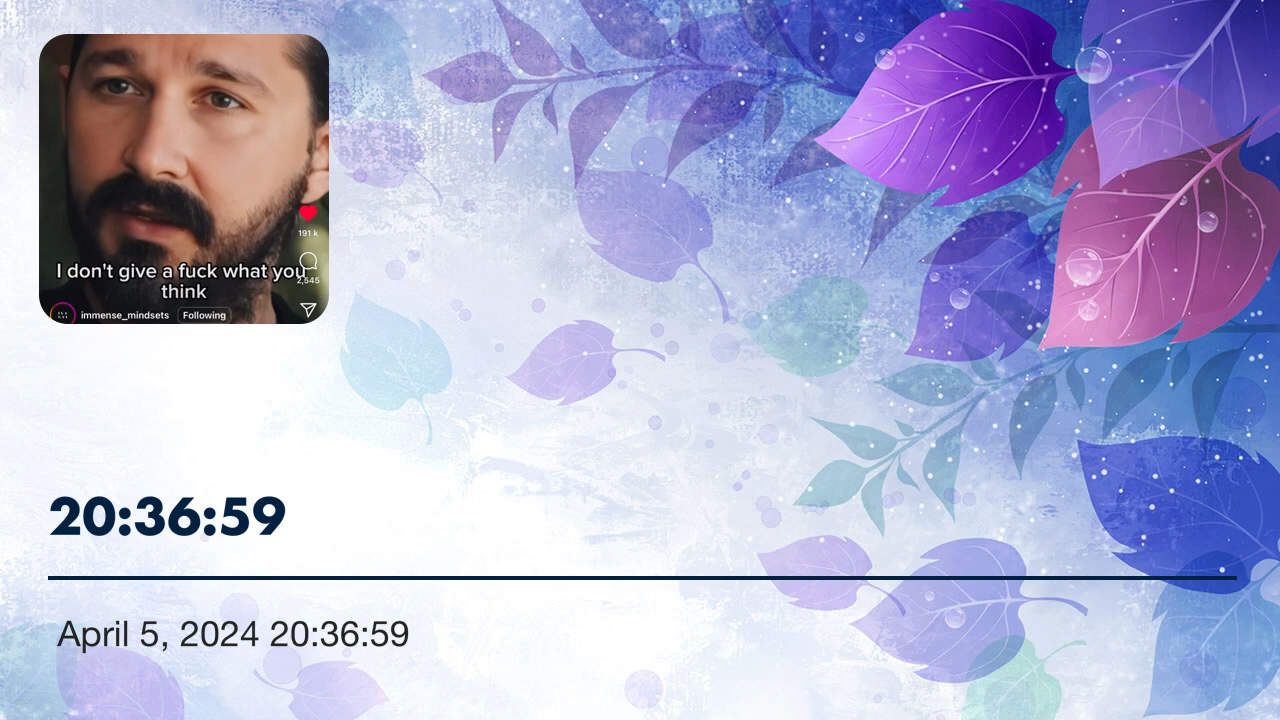 191 k
I don't give a fuck what you
2,545
think
immense_mindsets Following
20:36:59
April 5, 2024 20:36:59